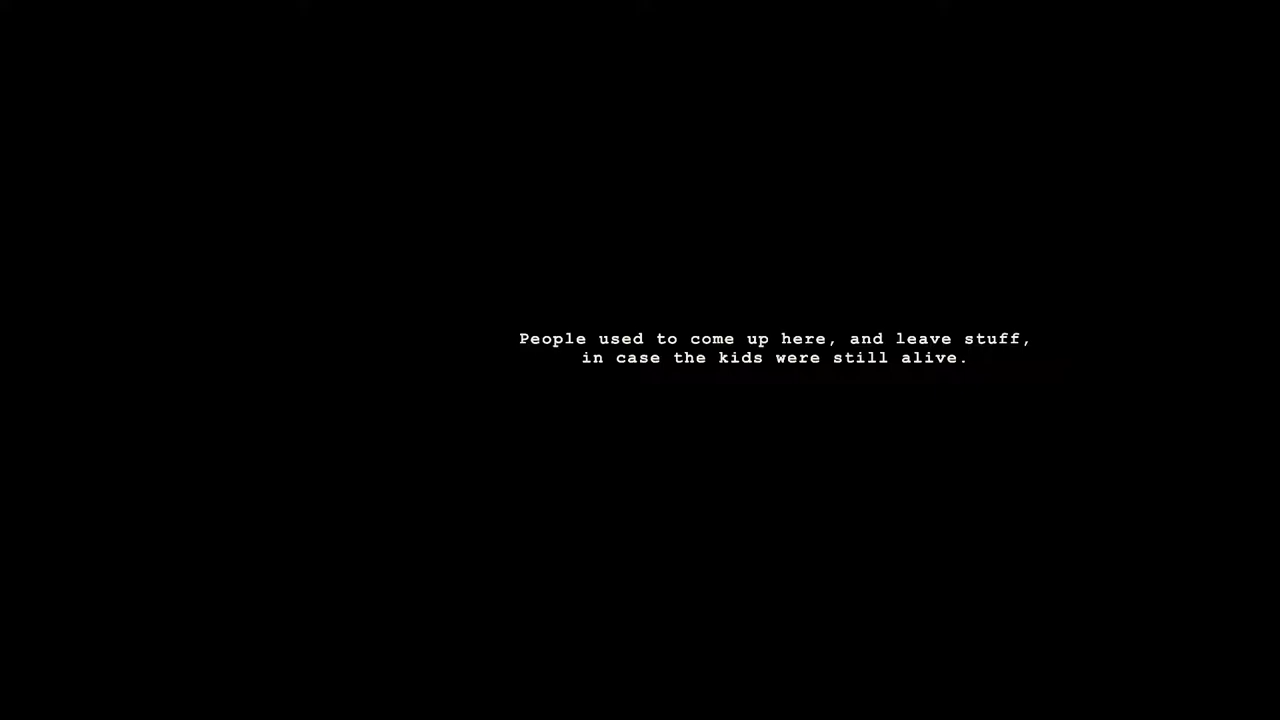 People used to come up here, and leave stuff,
in case the kids were still alive.